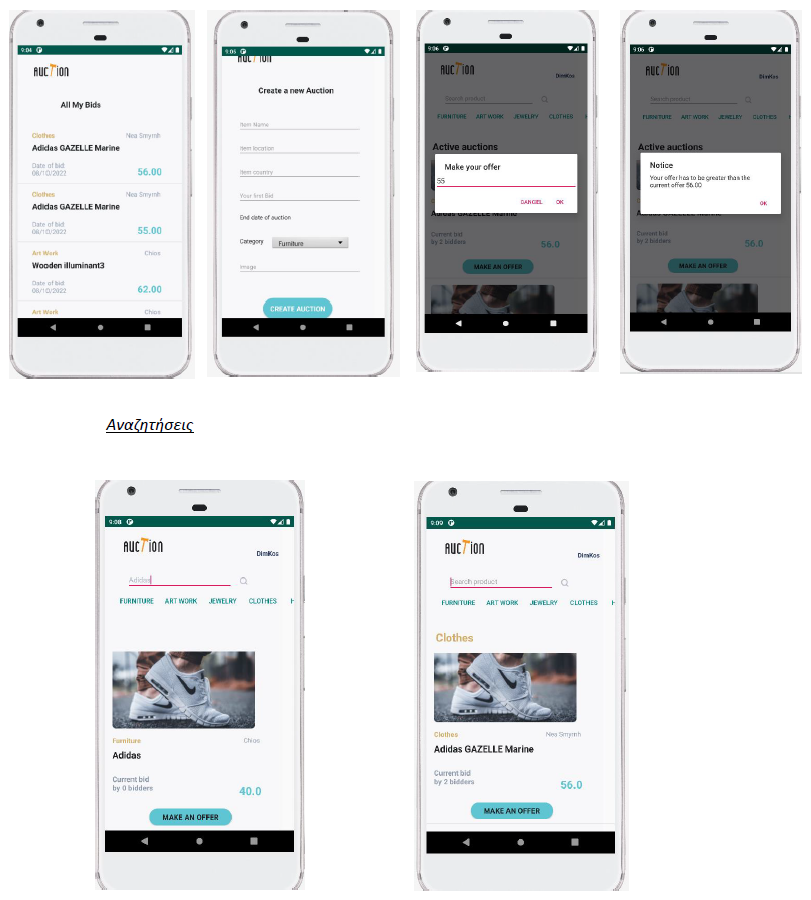 9:04
AUCTION
All My Bids
Clothes Nea Smyrnh
Adidas GAZELLE Marine
Date of bid:
08/10/2022 56.00
Clothes Nea Smyrnh
Adidas GAZELLE Marine
Date of bid:
08/10/2022 55.00
Art Work Chios
Wooden illuminant3
Date of bid:
08/10/2022 62.00
Art Work Chios
9:05
AUCTION
Create a new Auction
Item Name
Item location
Item country
Your first Bid
End date of auction
Category Furniture
Image
CREATE AUCTION
9:06
AUCTION
DimKos
Search product
FURNITURE ART WORK JEWELRY CLOTHES H
Active auctions
Make your offer
55
CANCEL OK
Adidas GAZELLE Marine
Current bid
by 2 bidders 56.0
MAKE AN OFFER
9:06
AUCTION
DimKos
Search product
FURNITURE ART WORK JEWELRY CLOTHES H
Active auctions
Notice
Your offer has to be greater than the
current offer 56.00
OK
Adidas GAZELLE Marine
Current bid
by 2 bidders 56.0
MAKE AN OFFER
Αναζητήσεις
9:08
AUCTION
DimKos
Adidas
FURNITURE ART WORK JEWELRY CLOTHES H
Furniture Chios
Adidas
Current bid
by 0 bidders 40.0
MAKE AN OFFER
9:09
AUCTION
DimKos
Search product
FURNITURE ART WORK JEWELRY CLOTHES H
Clothes
Clothes Nea Smyrnh
Adidas GAZELLE Marine
Current bid
by 2 bidders 56.0
MAKE AN OFFER